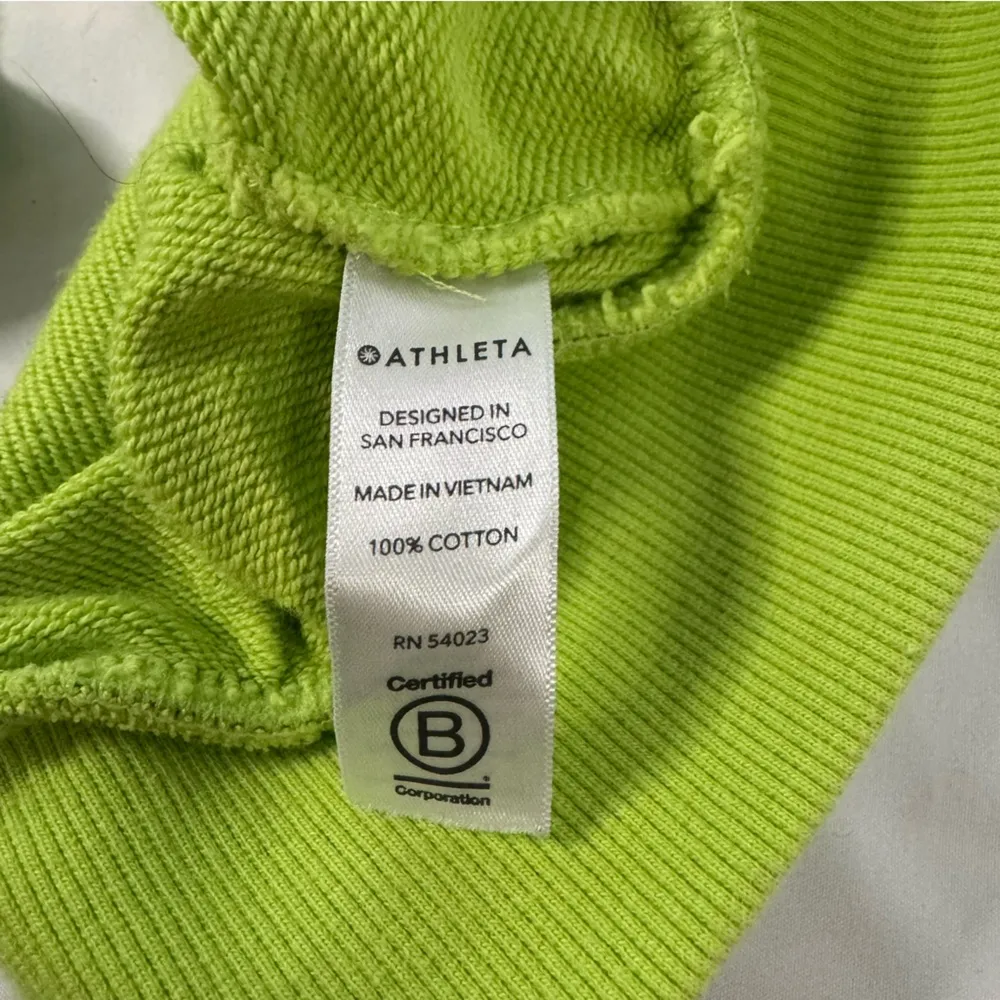 ATHLETA
DESIGNED IN
SAN FRANCISCO
MADE IN VIETNAM
100% COTTON
RN 54023
Certified
B
Corporation